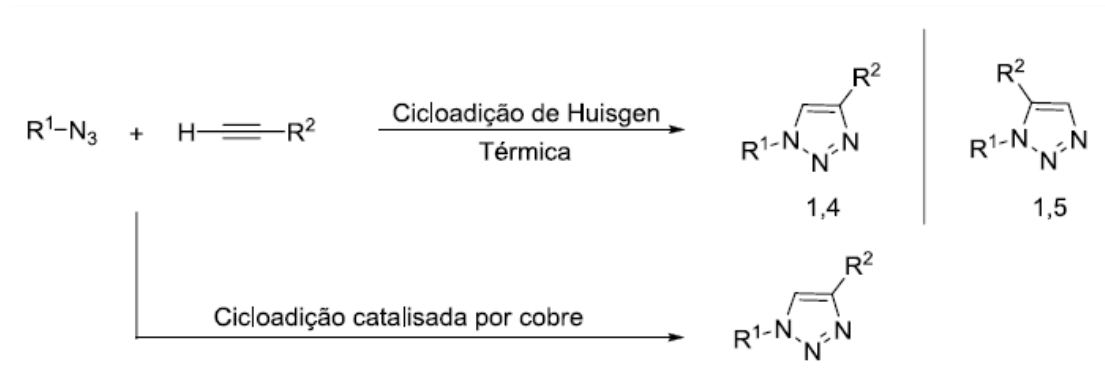 R¹–N₃ + H R²
Cicloadição de Huisgen
Térmica
R¹ N N N R²
1,4
R¹ N N N R²
1,5
Cicloadição catalisada por cobre
R¹ N N N R²